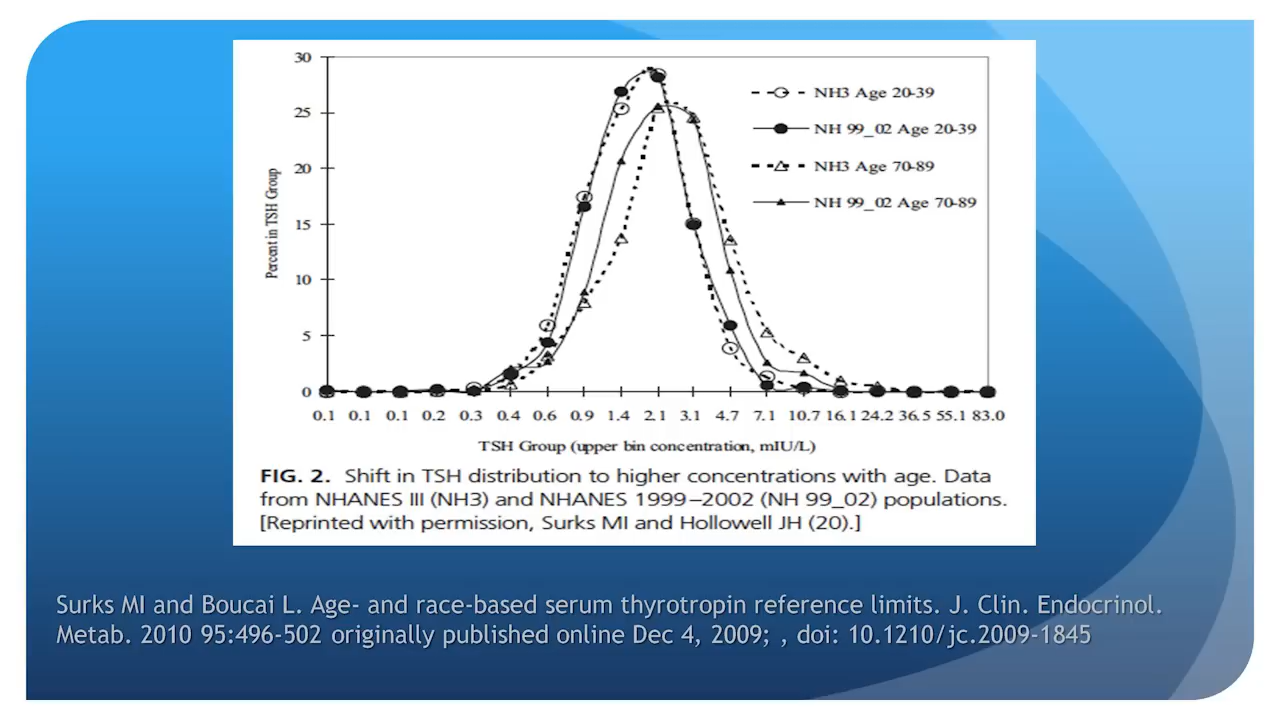 30
25
20
15
10
5
0
Percent in TSH Group
NH3 Age 20-39
NH 99_02 Age 20-39
NH3 Age 70-89
NH 99_02 Age 70-89
0.1 0.1 0.1 0.2 0.3 0.4 0.6 0.9 1.4 2.1 3.1 4.7 7.1 10.7 16.1 24.2 36.5 55.1 83.0
TSH Group (upper bin concentration, mIU/L)
FIG. 2. Shift in TSH distribution to higher concentrations with age. Data
from NHANES III (NH3) and NHANES 1999–2002 (NH 99_02) populations.
[Reprinted with permission, Surks MI and Hollowell JH (20).]
Surks MI and Boucai L. Age- and race-based serum thyrotropin reference limits. J. Clin. Endocrinol.
Metab. 2010 95:496-502 originally published online Dec 4, 2009; , doi: 10.1210/jc.2009-1845